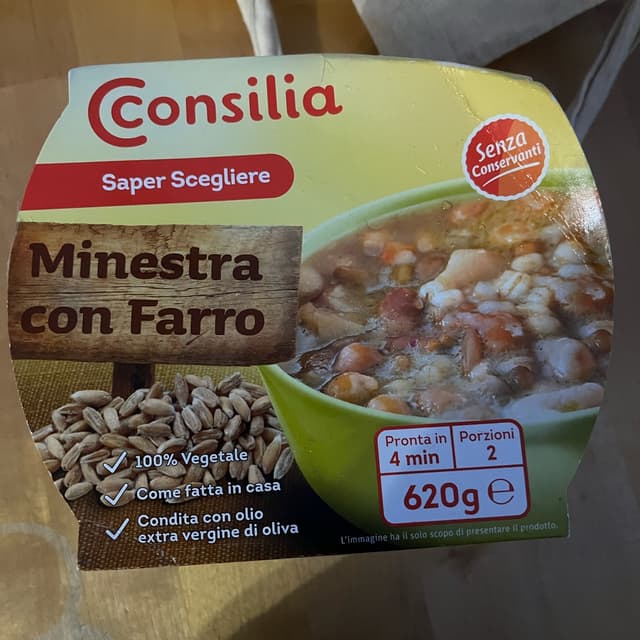 Consilia
Saper Scegliere
Senza
Conservanti
Minestra
con Farro
100% Vegetale
Come fatta in casa
Condita con olio
extra vergine di oliva
Pronta in
4 min
Porzioni
2
620g ℮
L'immagine ha il solo scopo di presentare il prodotto.